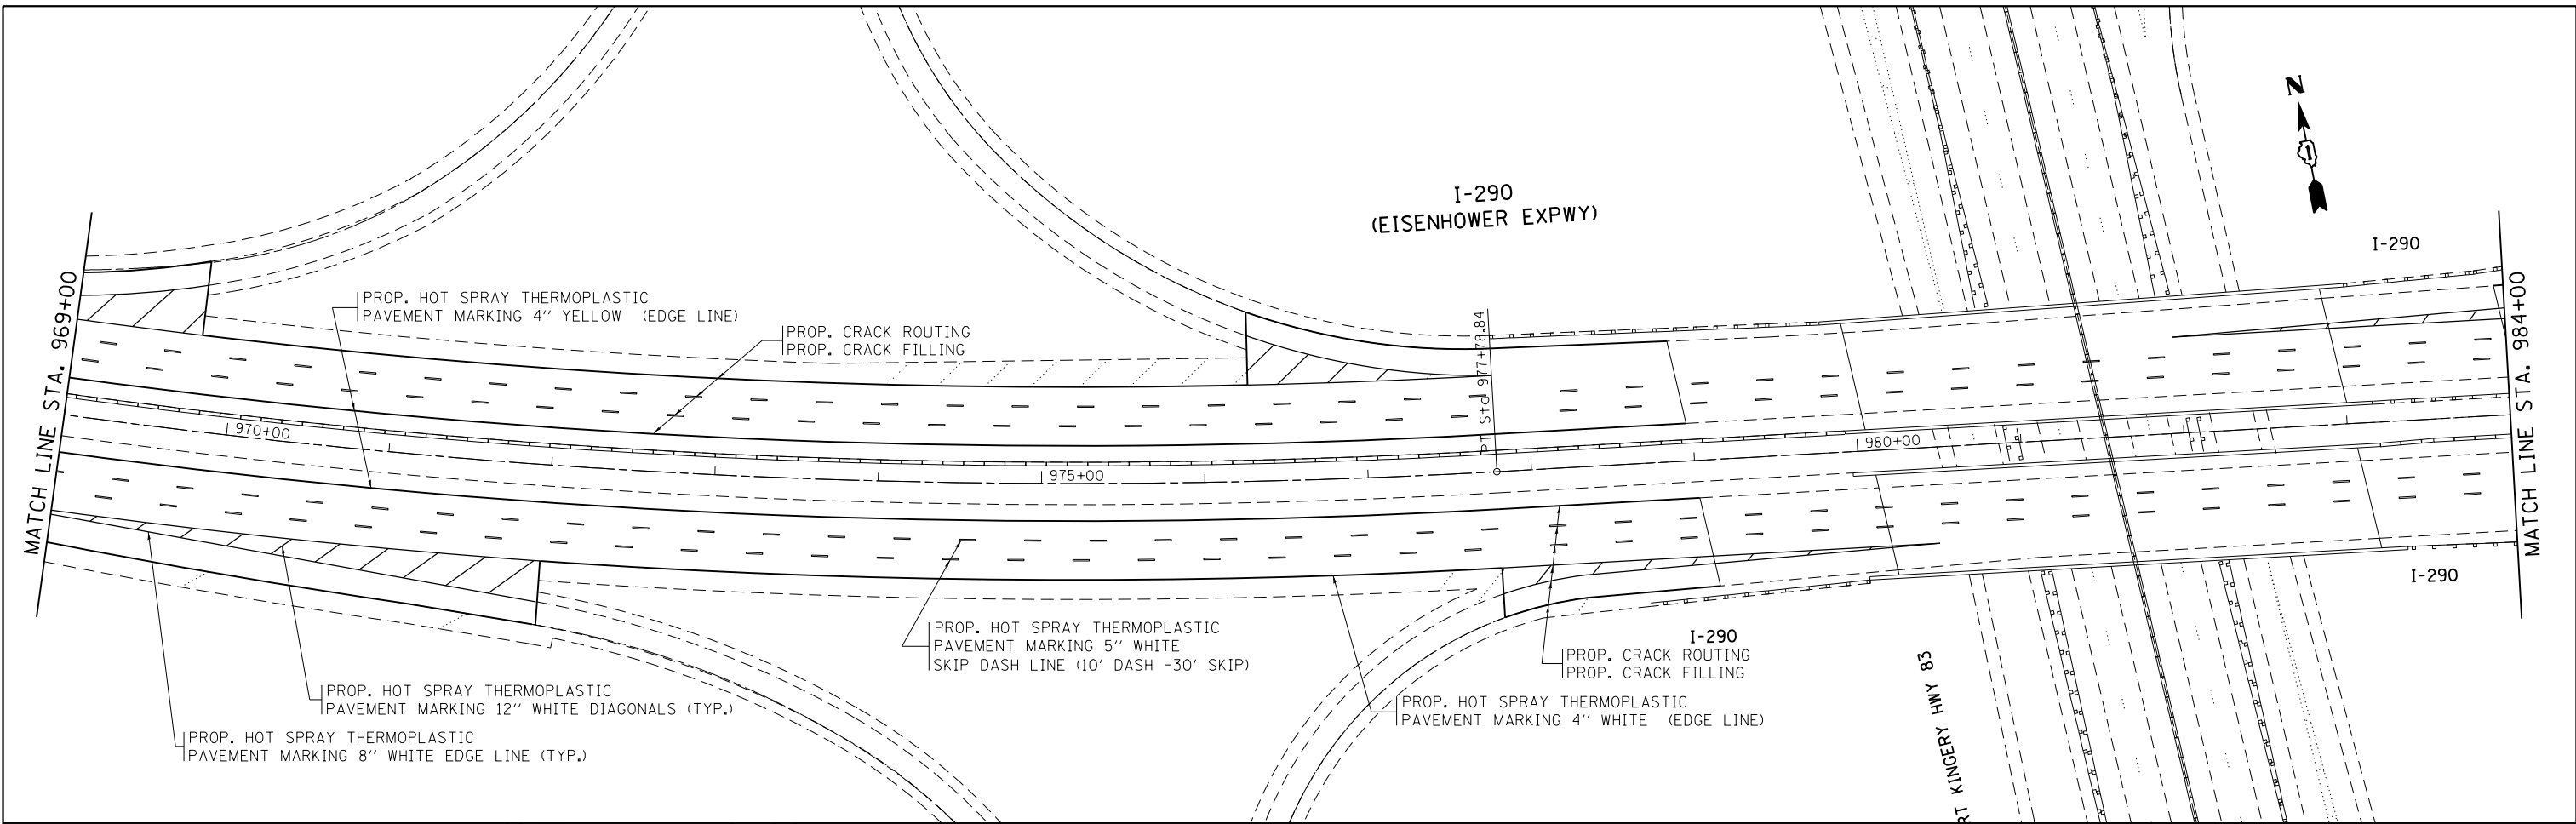 I-290
(EISENHOWER EXPWY)
N
I-290
MATCH LINE STA. 969+00
PROP. HOT SPRAY THERMOPLASTIC
PAVEMENT MARKING 4" YELLOW (EDGE LINE)
PROP. CRACK ROUTING
PROP. CRACK FILLING
PT Sta 977+78.84
MATCH LINE STA. 984+00
970+00
975+00
980+00
I-290
PROP. HOT SPRAY THERMOPLASTIC
PAVEMENT MARKING 5" WHITE
SKIP DASH LINE (10' DASH -30' SKIP)
I-290
PROP. CRACK ROUTING
PROP. CRACK FILLING
PROP. HOT SPRAY THERMOPLASTIC
PAVEMENT MARKING 12" WHITE DIAGONALS (TYP.)
PROP. HOT SPRAY THERMOPLASTIC
PAVEMENT MARKING 4" WHITE (EDGE LINE)
PROP. HOT SPRAY THERMOPLASTIC
PAVEMENT MARKING 8" WHITE EDGE LINE (TYP.)
RT KINGERY HWY 83